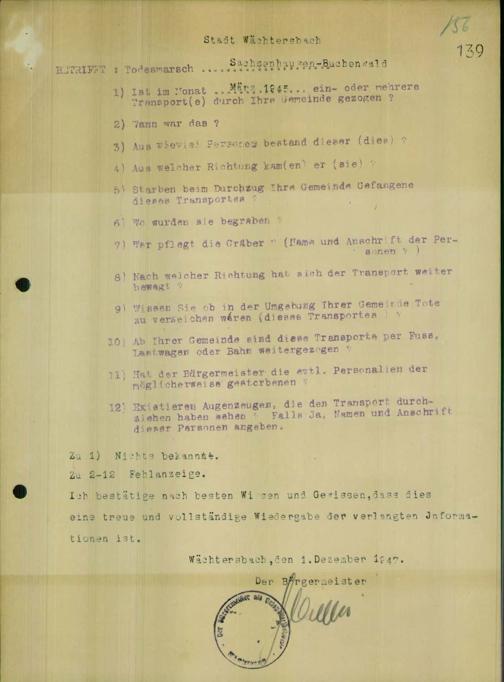 156
139
Stadt Wächtersbach
BETRIFFT : Todesmarsch ....Sachsenhausen-Buchenwald
1) Ist im Monat ...März.1945... ein- oder mehrere
Transport(e) durch Ihre Gemeinde gezogen ?
2) Wann war das ?
3) Aus wieviel Personen bestand dieser (dies) ?
4) Aus welcher Richtung kam(en) er (sie) ?
5) Starben beim Durchzug Ihre Gemeinde Gefangene
dieses Transportes ?
6) Wo wurden sie begraben ?
7) Wer pflegt die Gräber " (Name und Anschrift der Per-
sonen ? )
8) Nach welcher Richtung hat sich der Transport weiter
bewegt ?
9) Wissen Sie ob in der Umgebung Ihrer Gemeinde Tote
zu verzeichen wären (dieses Transportes ) ?
10) Ab Ihrer Gemeinde sind diese Transporte per Fuss,
Lastwagen oder Bahn weitergezogen ?
11) Hat der Bürgermeister die evtl. Personalien der
möglicherweise gestorbenen ?
12) Existieren Augenzeugen, die den Transport durch-
ziehen haben sehen ? Falls Ja, Namen und Anschrift
dieser Personen angeben.
Zu 1) Nichts bekannt.
Zu 2-12 Fehlanzeige.
Ich bestätige nach besten Wissen und Gewissen,dass dies
eine treue und vollständige Wiedergabe der verlangten Jnforma-
tionen ist.
Wächtersbach,den 1.Dezember 1947.
Der Bürgermeister
Der Bürgermeister als